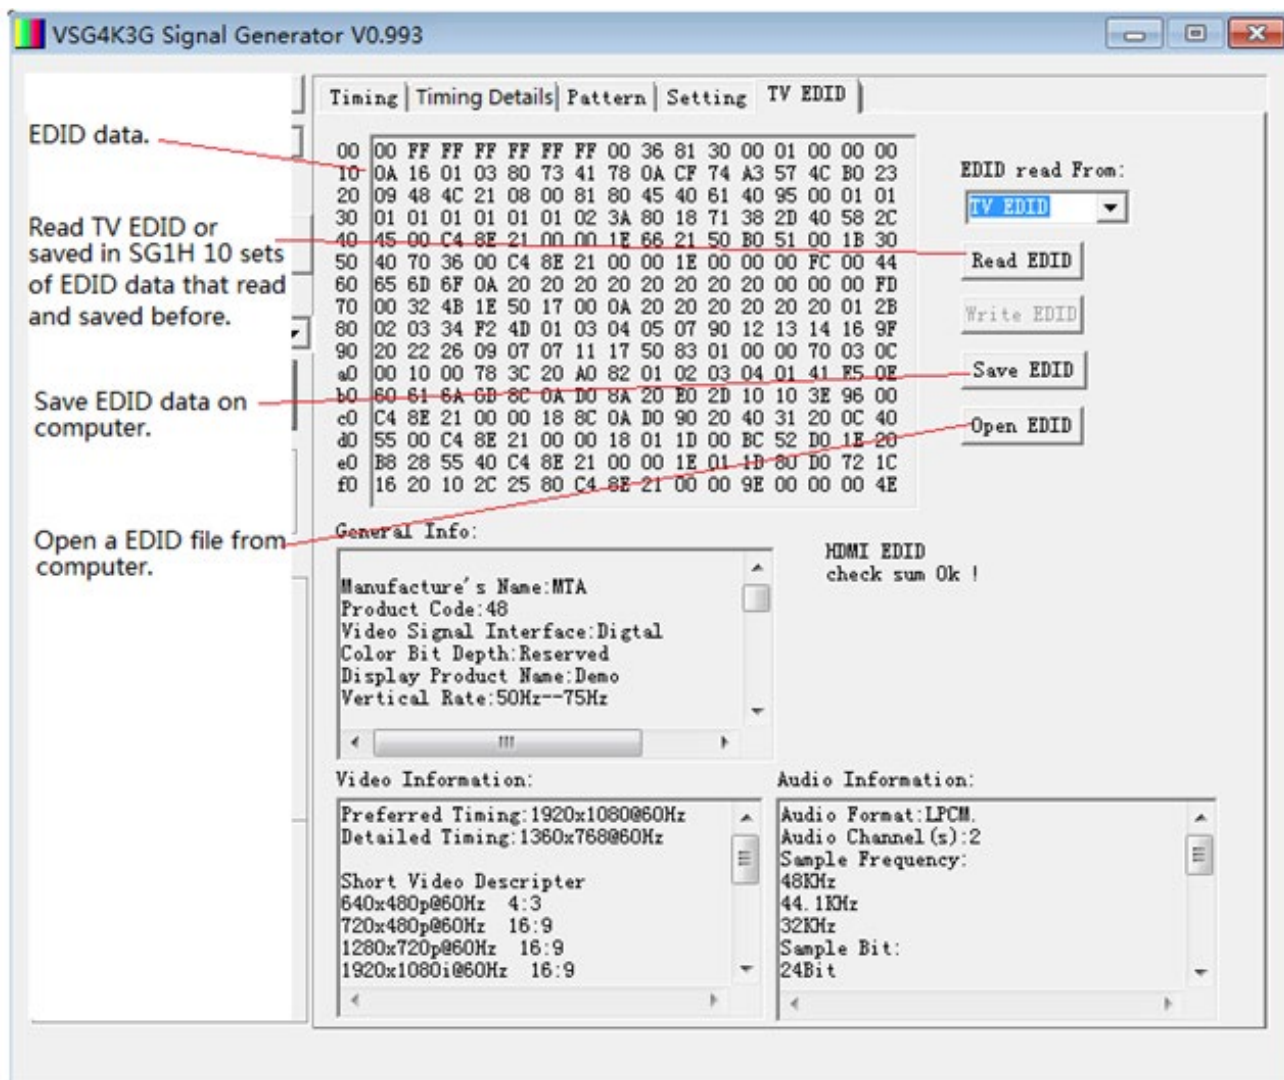 VSG4K3G Signal Generator V0.993
Timing Timing Details Pattern Setting TV EDID
EDID data.
Read TV EDID or
saved in SG1H 10 sets
of EDID data that read
and saved before.
Save EDID data on
computer.
Open a EDID file from
computer.
00 00 FF FF FF FF FF FF 00 36 81 30 00 01 00 00 00
10 0A 16 01 03 80 73 41 78 0A CF 74 A3 57 4C B0 23
20 09 48 4C 21 08 00 81 80 45 40 61 40 95 00 01 01
30 01 01 01 01 01 01 02 3A 80 18 71 38 2D 40 58 2C
40 45 00 C4 8E 21 00 00 1E 66 21 50 B0 51 00 1B 30
50 40 70 36 00 C4 8E 21 00 00 1E 00 00 00 FC 00 44
60 65 6D 6F 0A 20 20 20 20 20 20 20 20 00 00 00 FD
70 00 32 4B 1E 50 17 00 0A 20 20 20 20 20 20 01 2B
80 02 03 34 F2 4D 01 03 04 05 07 90 12 13 14 16 9F
90 20 22 26 09 07 07 11 17 50 83 01 00 00 70 03 0C
a0 00 10 00 78 3C 20 A0 82 01 02 03 04 01 41 E5 0E
b0 60 61 6A 6D 8C 0A D0 8A 20 E0 2D 10 10 3E 96 00
c0 C4 8E 21 00 00 18 8C 0A D0 90 20 40 31 20 0C 40
d0 55 00 C4 8E 21 00 00 18 01 1D 00 BC 52 D0 1E 20
e0 B8 28 55 40 C4 8E 21 00 00 1E 01 1D 80 D0 72 1C
f0 16 20 10 2C 25 80 C4 8E 21 00 00 9E 00 00 00 4E
EDID read From:
TV EDID
Read EDID
Write EDID
Save EDID
Open EDID
General Info:
Manufacture's Name:MTA
Product Code:48
Video Signal Interface:Digtal
Color Bit Depth:Reserved
Display Product Name:Demo
Vertical Rate:50Hz--75Hz
HDMI EDID
check sum Ok !
Video Information:
Preferred Timing:1920x1080@60Hz
Detailed Timing:1360x768@60Hz
Short Video Descripter
640x480p@60Hz 4:3
720x480p@60Hz 16:9
1280x720p@60Hz 16:9
1920x1080i@60Hz 16:9
Audio Information:
Audio Format:LPCM.
Audio Channel(s):2
Sample Frequency:
48KHz
44.1KHz
32KHz
Sample Bit:
24Bit